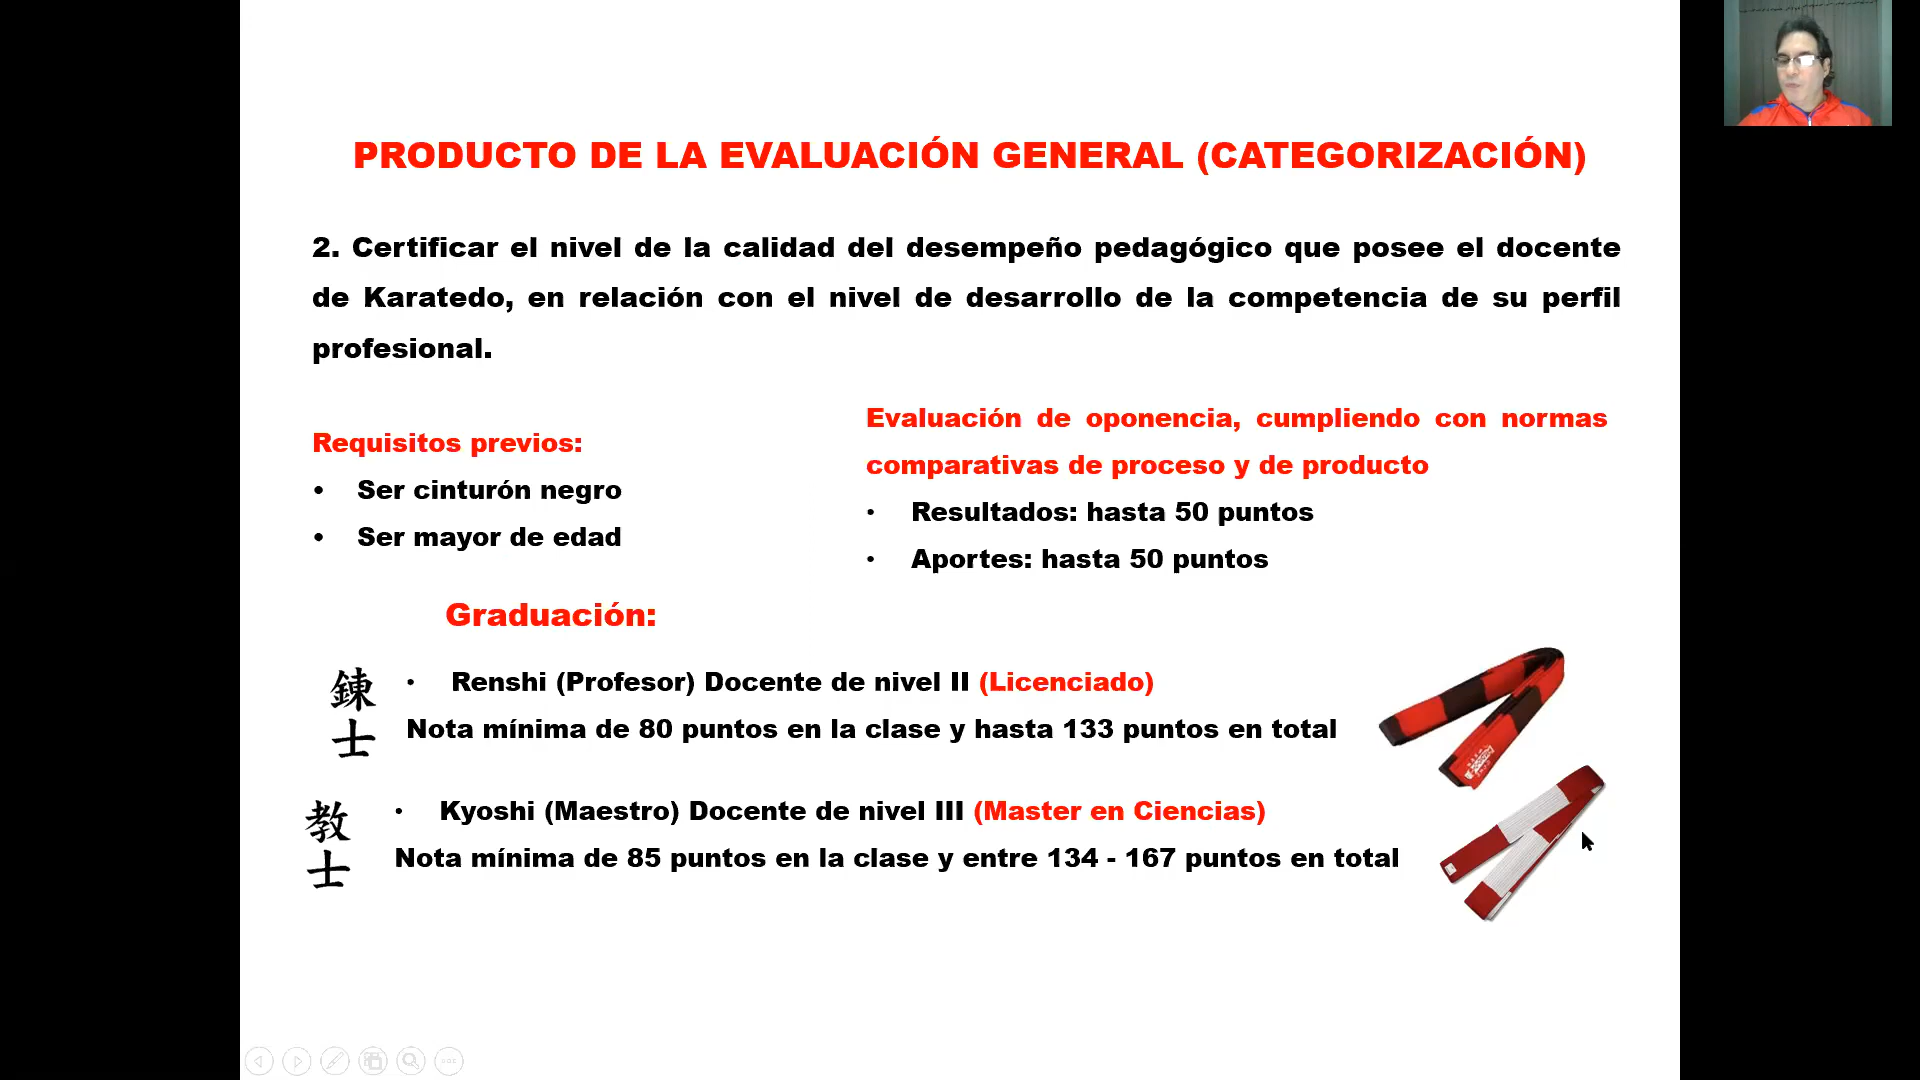 PRODUCTO DE LA EVALUACIÓN GENERAL (CATEGORIZACIÓN)
2. Certificar el nivel de la calidad del desempeño pedagógico que posee el docente
de Karatedo, en relación con el nivel de desarrollo de la competencia de su perfil
profesional.
Requisitos previos:
• Ser cinturón negro
• Ser mayor de edad
Evaluación de oponencia, cumpliendo con normas
comparativas de proceso y de producto
• Resultados: hasta 50 puntos
• Aportes: hasta 50 puntos
Graduación:
錬士
• Renshi (Profesor) Docente de nivel II (Licenciado)
Nota mínima de 80 puntos en la clase y hasta 133 puntos en total
教士
• Kyoshi (Maestro) Docente de nivel III (Master en Ciencias)
Nota mínima de 85 puntos en la clase y entre 134 - 167 puntos en total